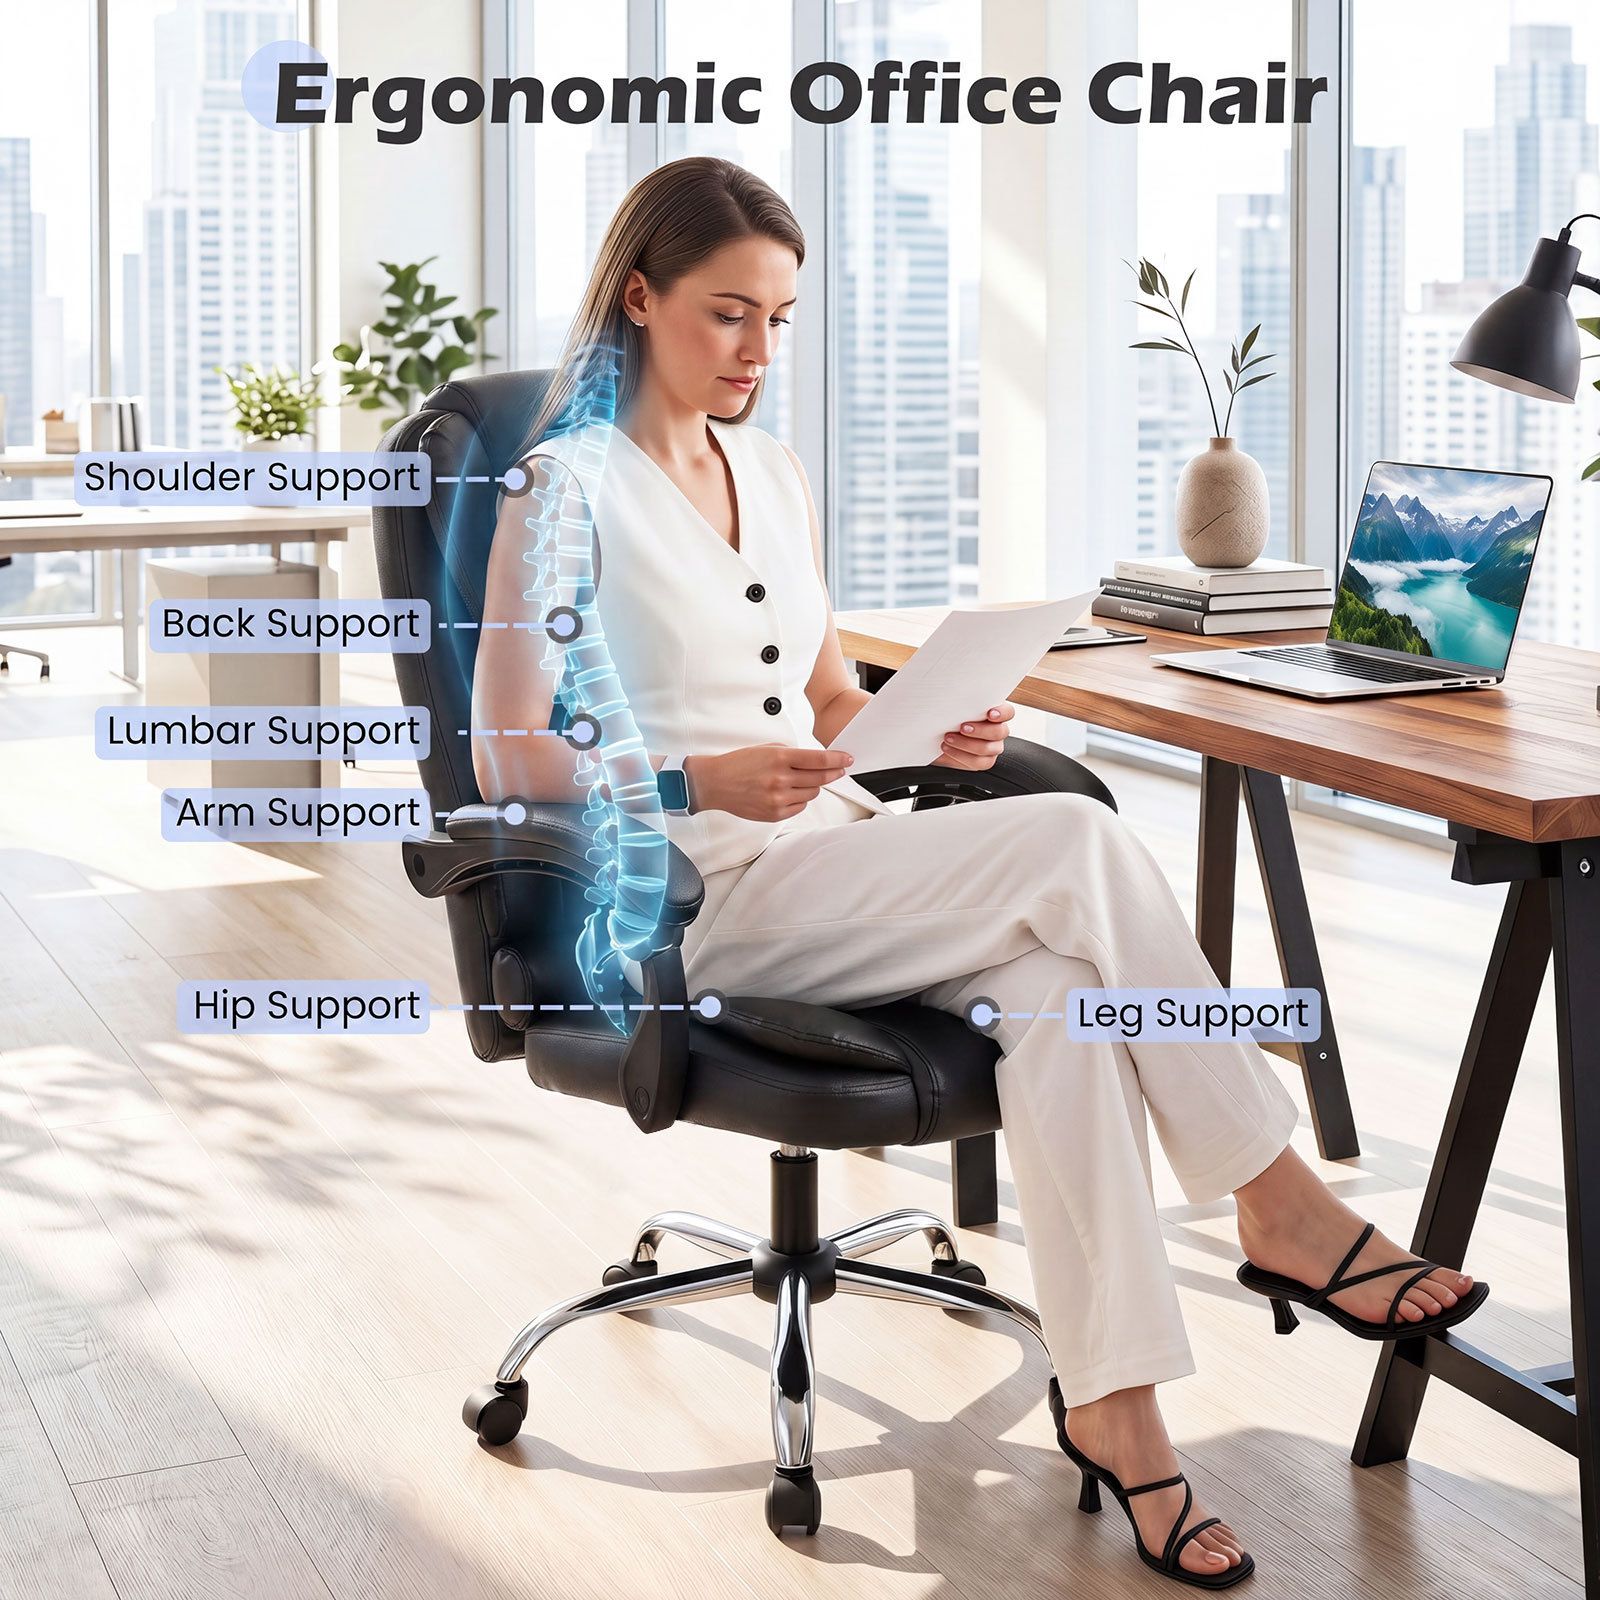 Ergonomic Office Chair
Shoulder Support
Back Support
Lumbar Support
Arm Support
Hip Support
Leg Support